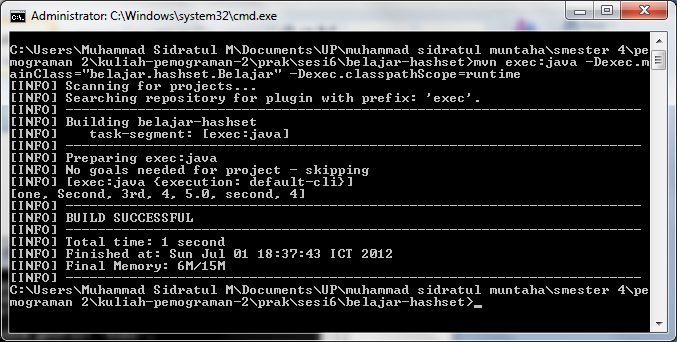 Administrator: C:\Windows\system32\cmd.exe
C:\Users\Muhammad Sidratul M\Documents\UP\muhammad sidratul muntaha\smester 4\pe
mograman 2\kuliah-pemograman-2\prak\sesi6\belajar-hashset>mvn exec:java -Dexec.m
ainClass="belajar.hashset.Belajar" -Dexec.classpathScope=runtime
[INFO] Scanning for projects...
[INFO] Searching repository for plugin with prefix: 'exec'.
[INFO] ------------------------------------------------------------------------
[INFO] Building belajar-hashset
[INFO]    task-segment: [exec:java]
[INFO] ------------------------------------------------------------------------
[INFO] Preparing exec:java
[INFO] No goals needed for project - skipping
[INFO] [exec:java {execution: default-cli}]
[one, Second, 3rd, 4, 5.0, second, 4]
[INFO] ------------------------------------------------------------------------
[INFO] BUILD SUCCESSFUL
[INFO] ------------------------------------------------------------------------
[INFO] Total time: 1 second
[INFO] Finished at: Sun Jul 01 18:37:43 ICT 2012
[INFO] Final Memory: 6M/15M
[INFO] ------------------------------------------------------------------------
C:\Users\Muhammad Sidratul M\Documents\UP\muhammad sidratul muntaha\smester 4\pe
mograman 2\kuliah-pemograman-2\prak\sesi6\belajar-hashset>_